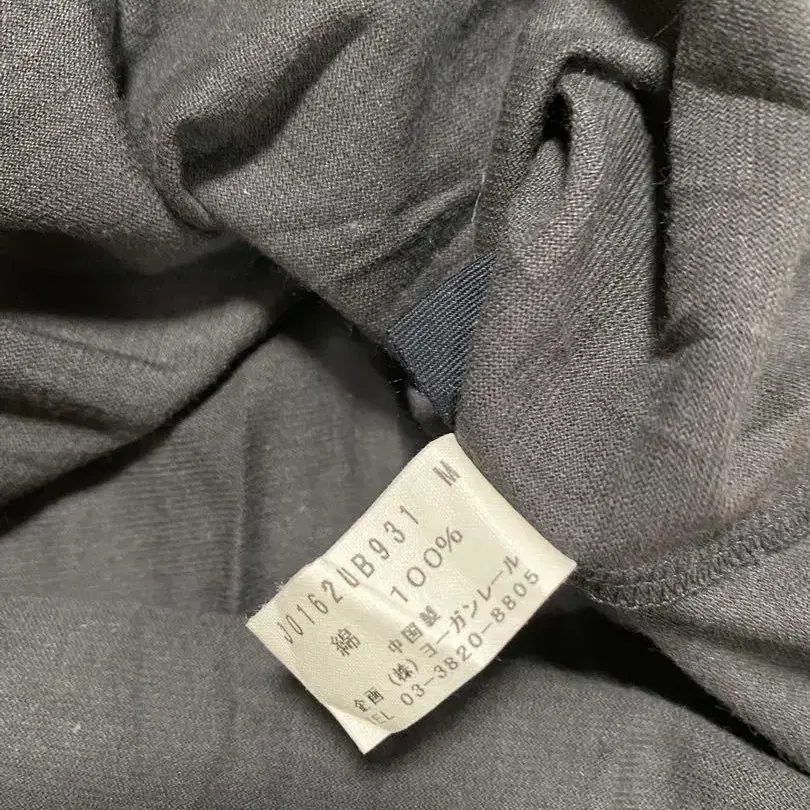 J0162UB931 M
綿 100%
中国製
企画 (株) ヨーガンレール
TEL 03-3820-8805